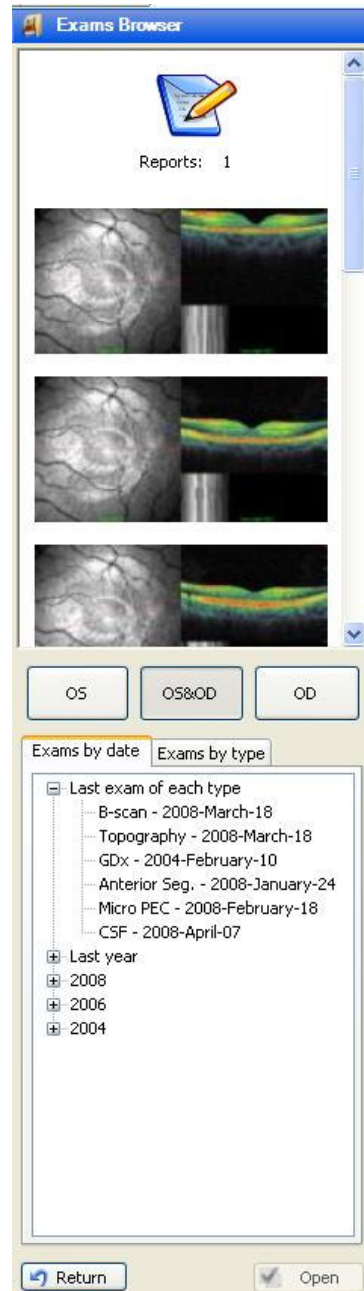 Exams Browser
Reports: 1
OS OS&OD OD
Exams by date Exams by type
Last exam of each type
B-scan - 2008-March-18
Topography - 2008-March-18
GDx - 2004-February-10
Anterior Seg. - 2008-January-24
Micro PEC - 2008-February-18
CSF - 2008-April-07
Last year
2008
2006
2004
Return Open